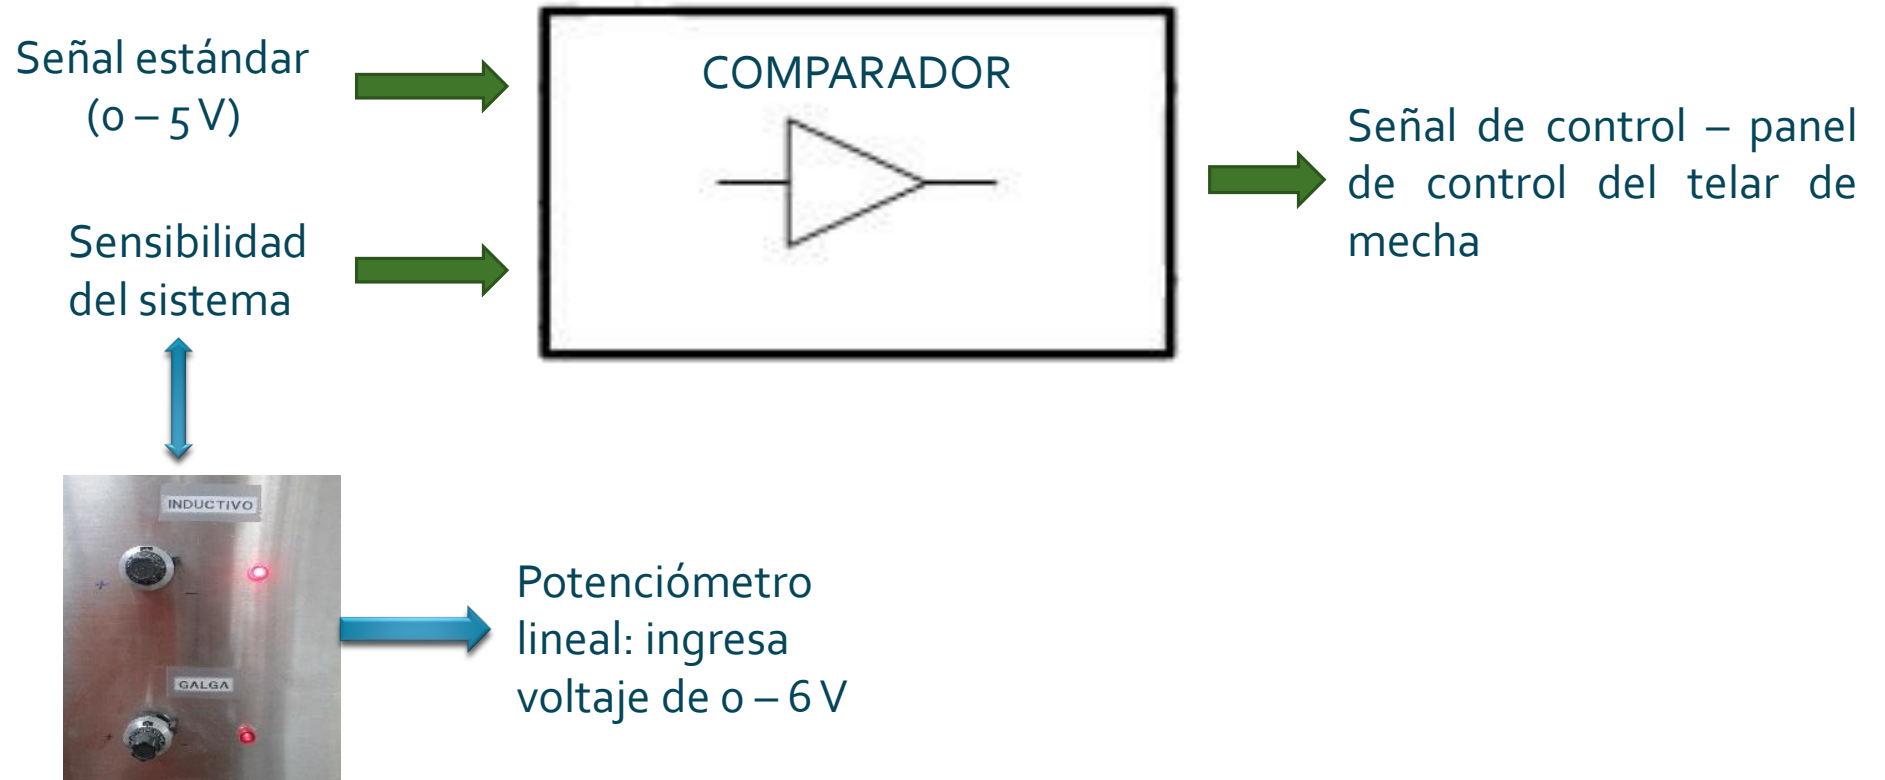 Señal estándar
(0 – 5 V)
COMPARADOR
Señal de control – panel
de control del telar de
mecha
Sensibilidad
del sistema
INDUCTIVO
+
–
GALGA
+
-
Potenciómetro
lineal: ingresa
voltaje de 0 – 6 V